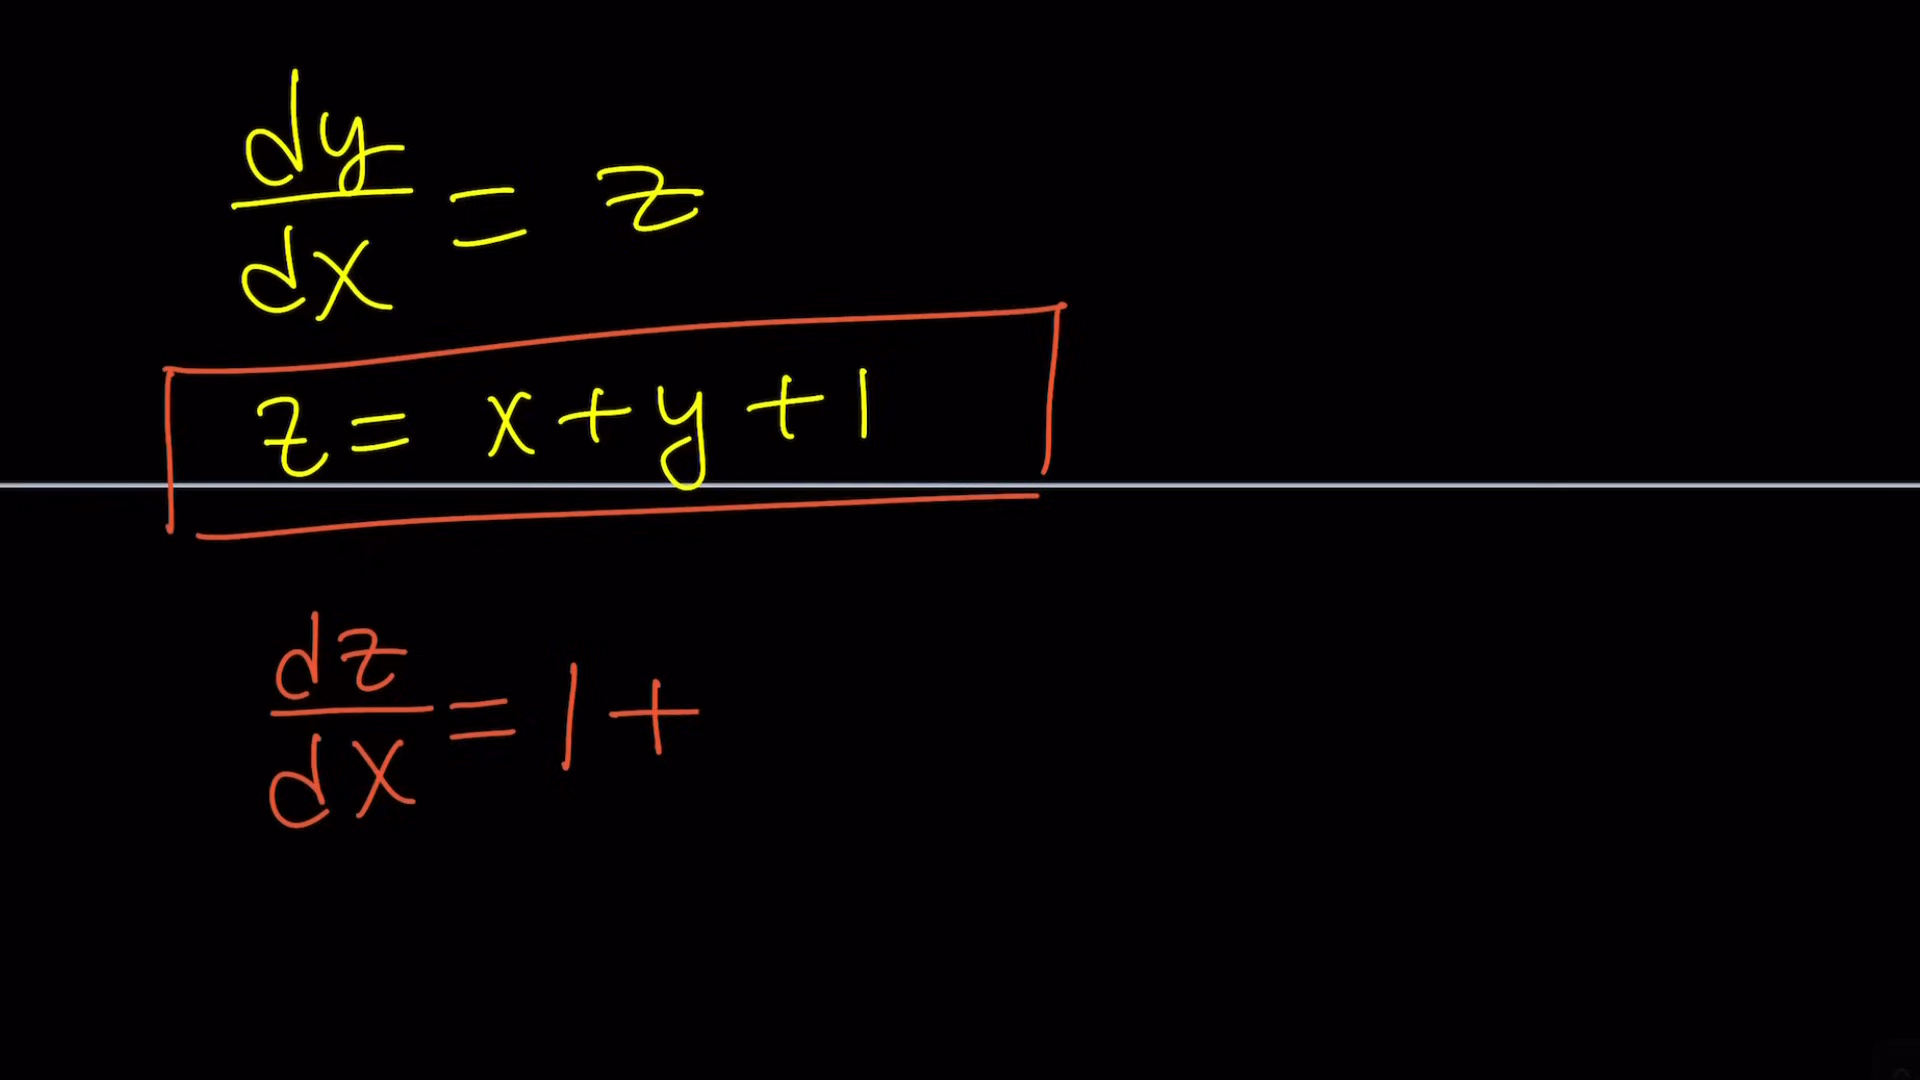 dy/dx = z
z = x + y + 1
dz/dx = 1 +